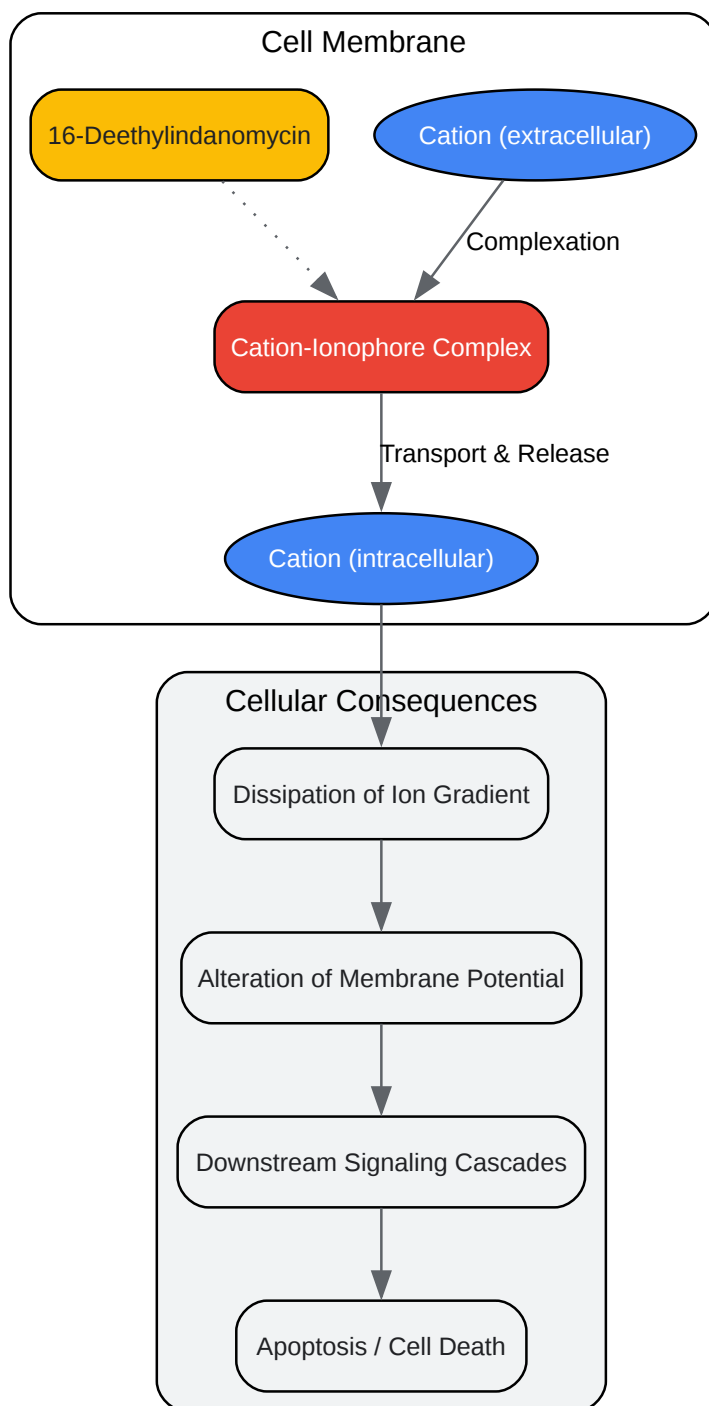 Cell Membrane
16-Deethylindanomycin
Cation (extracellular)
Complexation
Cation-Ionophore Complex
Transport & Release
Cation (intracellular)
Cellular Consequences
Dissipation of Ion Gradient
Alteration of Membrane Potential
Downstream Signaling Cascades
Apoptosis / Cell Death